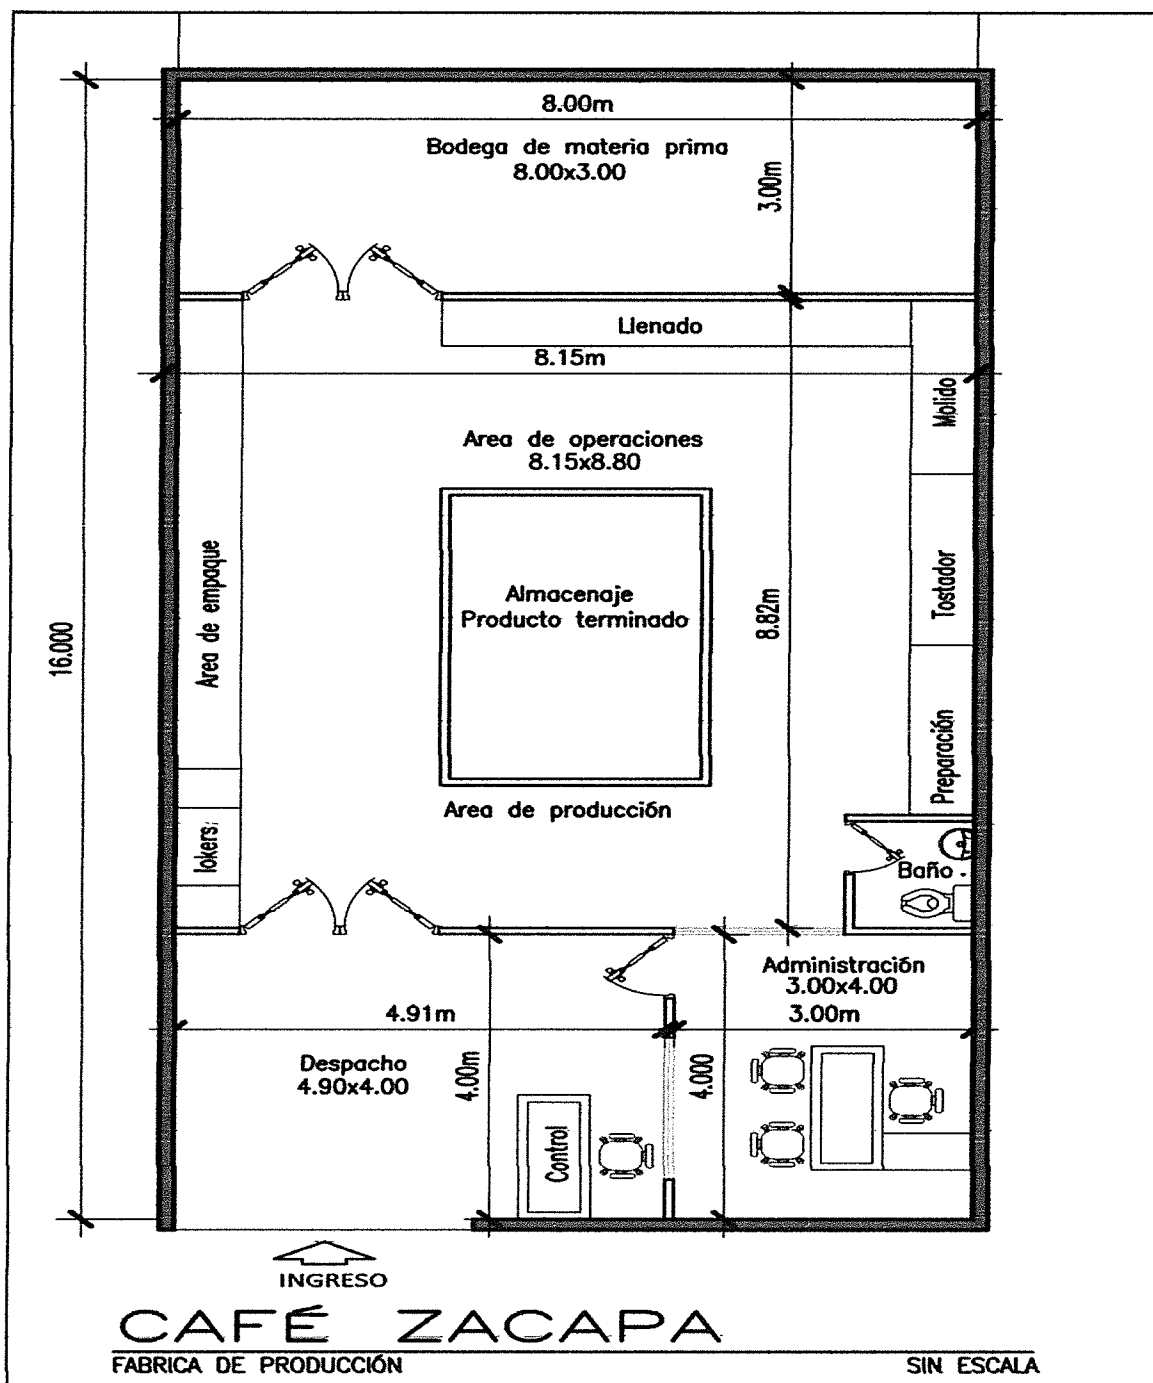 8.00m
Bodega de materia prima
8.00x3.00
3.00m
Llenado
8.15m
Molido
Area de operaciones
8.15x8.80
Area de empaque
Almacenaje
Producto terminado
8.82m
Tostador
16.000
Preparación
Area de producción
lokers
Baño
Administración
3.00x4.00
4.91m
3.00m
Despacho
4.90x4.00
4.00m
4.000
Control
INGRESO
CAFÉ ZACAPA
FABRICA DE PRODUCCIÓN
SIN ESCALA